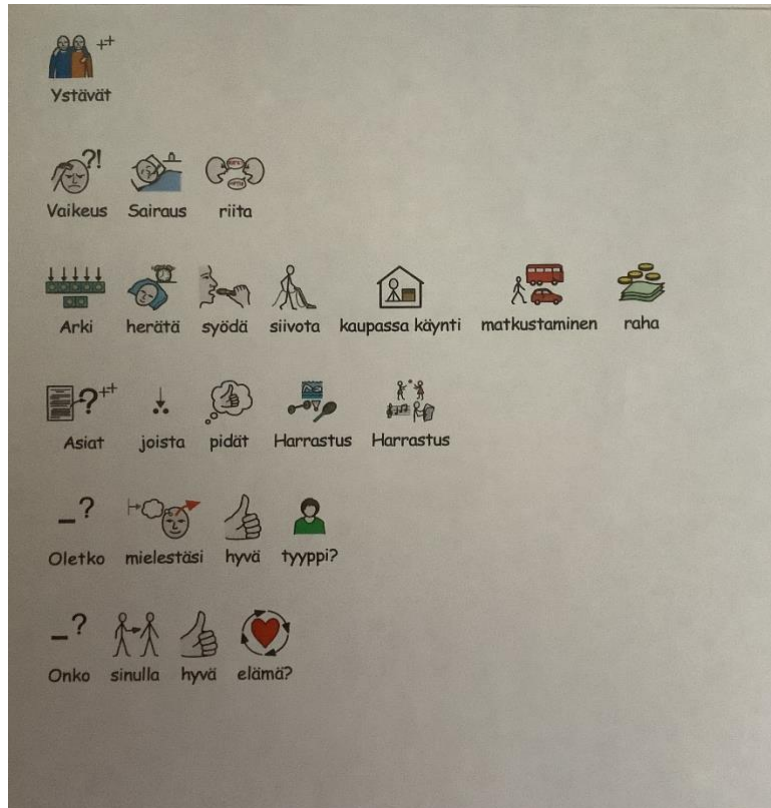 Ystävät
Vaikeus Sairaus riita
Arki herätä syödä siivota kaupassa käynti matkustaminen raha
Asiat joista pidät Harrastus Harrastus
Oletko mielestäsi hyvä tyyppi?
Onko sinulla hyvä elämä?